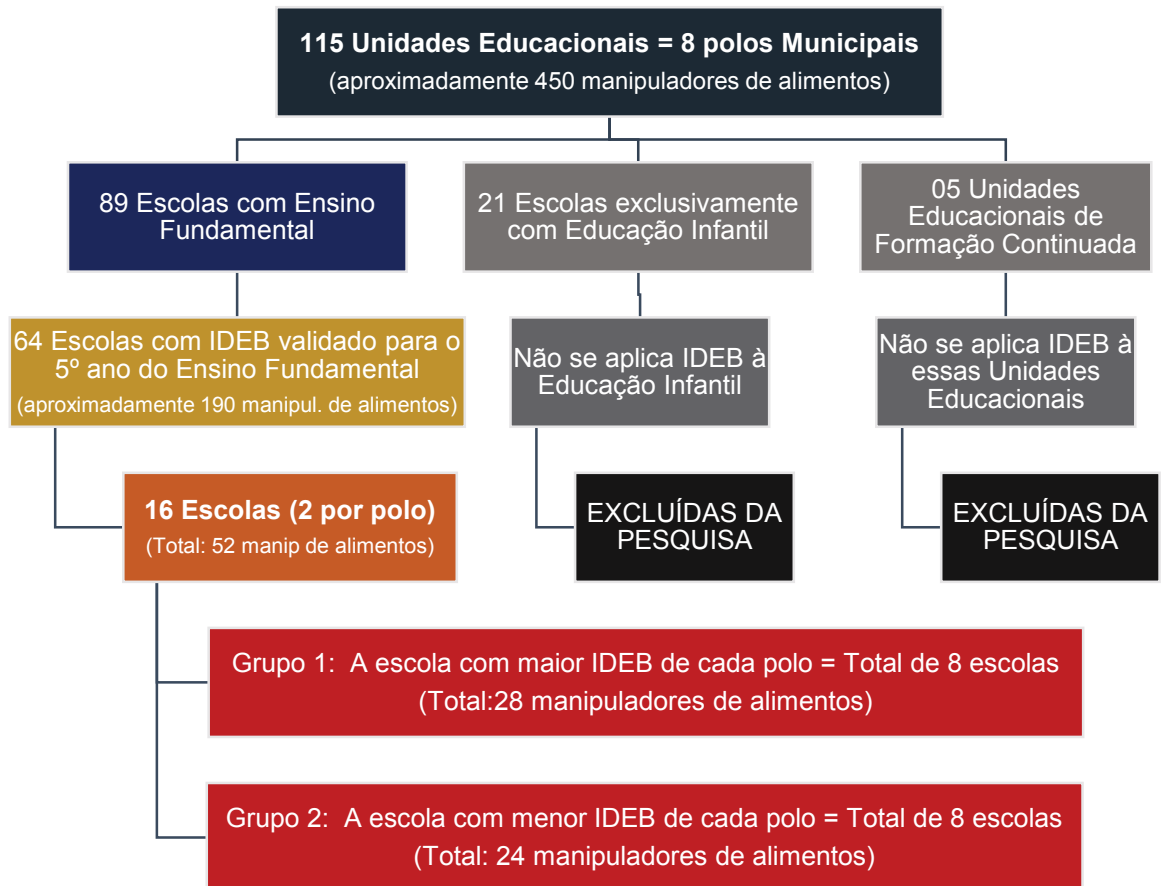 115 Unidades Educacionais = 8 polos Municipais
(aproximadamente 450 manipuladores de alimentos)
89 Escolas com Ensino
Fundamental
21 Escolas exclusivamente
com Educação Infantil
05 Unidades
Educacionais de
Formação Continuada
64 Escolas com IDEB validado para o
5º ano do Ensino Fundamental
(aproximadamente 190 manipul. de alimentos)
Não se aplica IDEB à
Educação Infantil
Não se aplica IDEB à
essas Unidades
Educacionais
16 Escolas (2 por polo)
(Total: 52 manip de alimentos)
EXCLUÍDAS DA
PESQUISA
EXCLUÍDAS DA
PESQUISA
Grupo 1: A escola com maior IDEB de cada polo = Total de 8 escolas
(Total:28 manipuladores de alimentos)
Grupo 2: A escola com menor IDEB de cada polo = Total de 8 escolas
(Total: 24 manipuladores de alimentos)